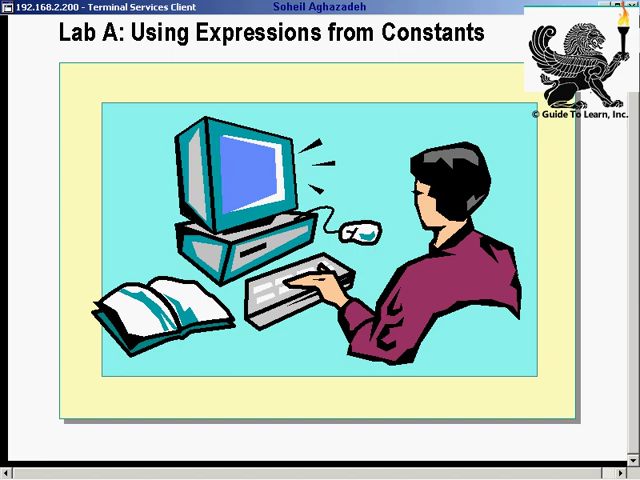 192.168.2.200 - Terminal Services Client
Soheil Aghazadeh
Lab A: Using Expressions from Constants
© Guide To Learn, Inc.